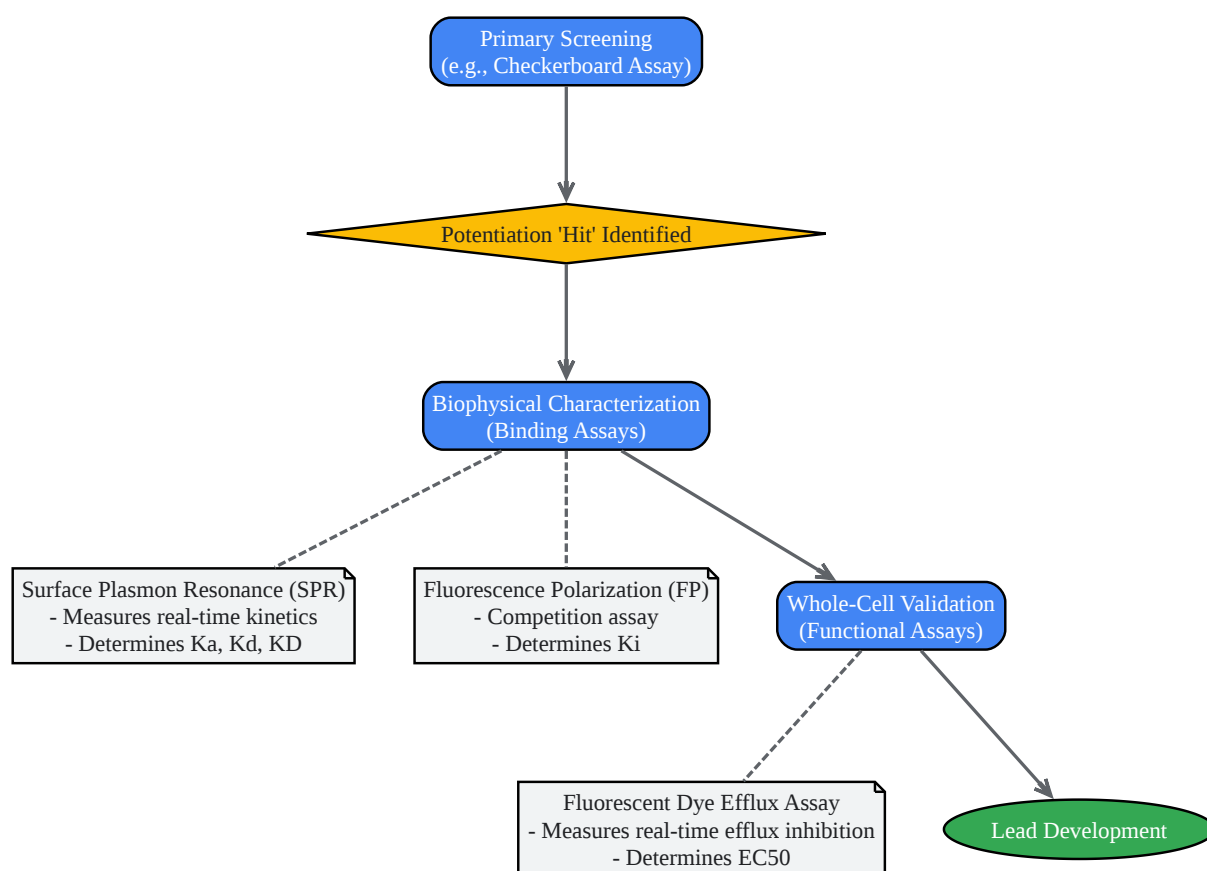 Primary Screening
(e.g., Checkerboard Assay)
Potentiation 'Hit' Identified
Biophysical Characterization
(Binding Assays)
Surface Plasmon Resonance (SPR)
- Measures real-time kinetics
- Determines Ka, Kd, KD
Fluorescence Polarization (FP)
- Competition assay
- Determines Ki
Whole-Cell Validation
(Functional Assays)
Fluorescent Dye Efflux Assay
- Measures real-time efflux inhibition
- Determines EC50
Lead Development